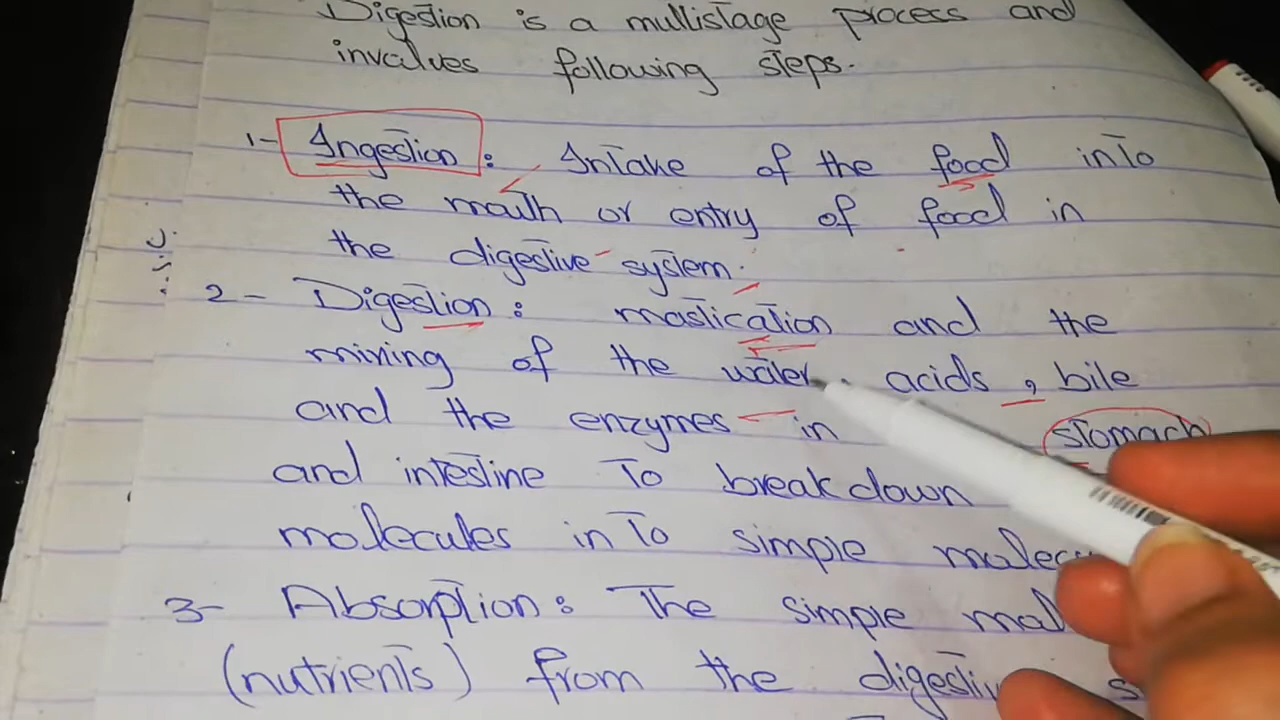 Digestion is a multistage process and
involves following steps.
1- Ingestion : Intake of the food into
the mouth or entry of food in
the digestive system.
2- Digestion : mastication and the
mixing of the water, acids, bile
and the enzymes in stomach
and intestine to breakdown
molecules into simple
3- Absorption : The simple
(nutrients) from the